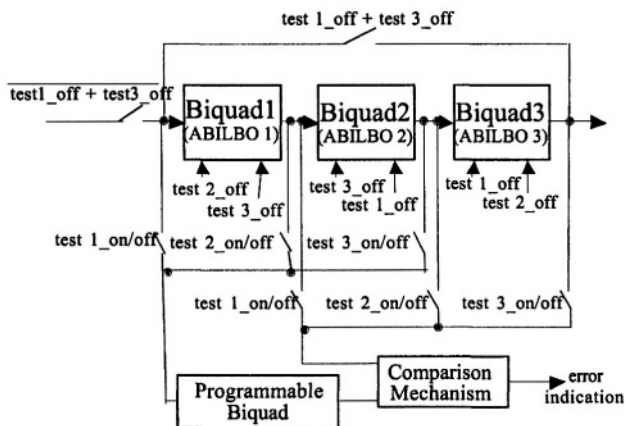 test 1_off + test 3_off
test1_off + test3_off
Biquad1
(ABILBO 1)
Biquad2
(ABILBO 2)
Biquad3
(ABILBO 3)
test 2_off
test 3_off
test 3_off
test 1_off
test 1_off
test 2_off
test 1_on/off
test 2_on/off
test 3_on/off
test 1_on/off
test 2_on/off
test 3_on/off
Programmable
Biquad
Comparison
Mechanism
error
indication